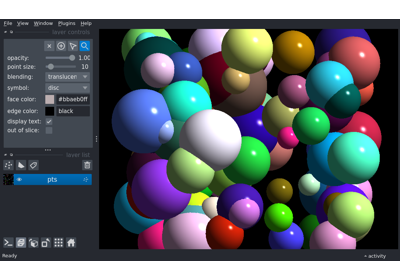 File View Window Plugins Help
layer controls
opacity: 1.00
point size: 10
blending: translucen
symbol: disc
face color: #bbaeb0ff
edge color: black
display text:
out of slice:
layer list
pts
Ready activity